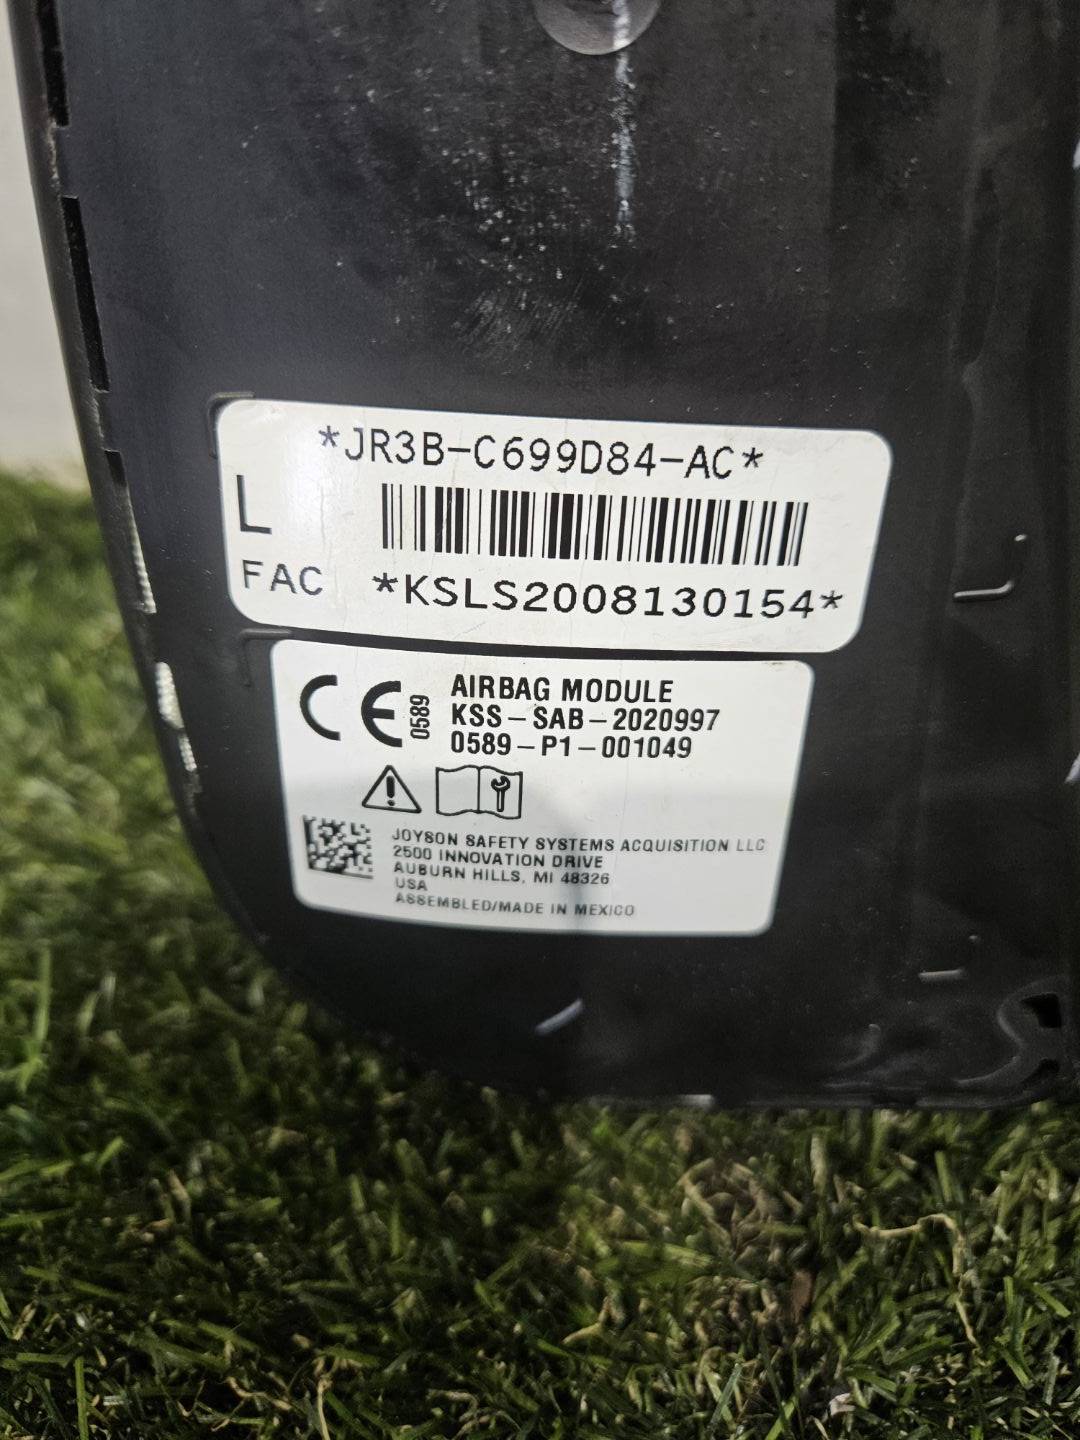 *JR3B-C699D84-AC*
L
FAC *KSLS2008130154*
CE 0589
AIRBAG MODULE
KSS-SAB-2020997
0589-P1-001049
JOYSON SAFETY SYSTEMS ACQUISITION LLC
2500 INNOVATION DRIVE
AUBURN HILLS, MI 48326
USA
ASSEMBLED/MADE IN MEXICO